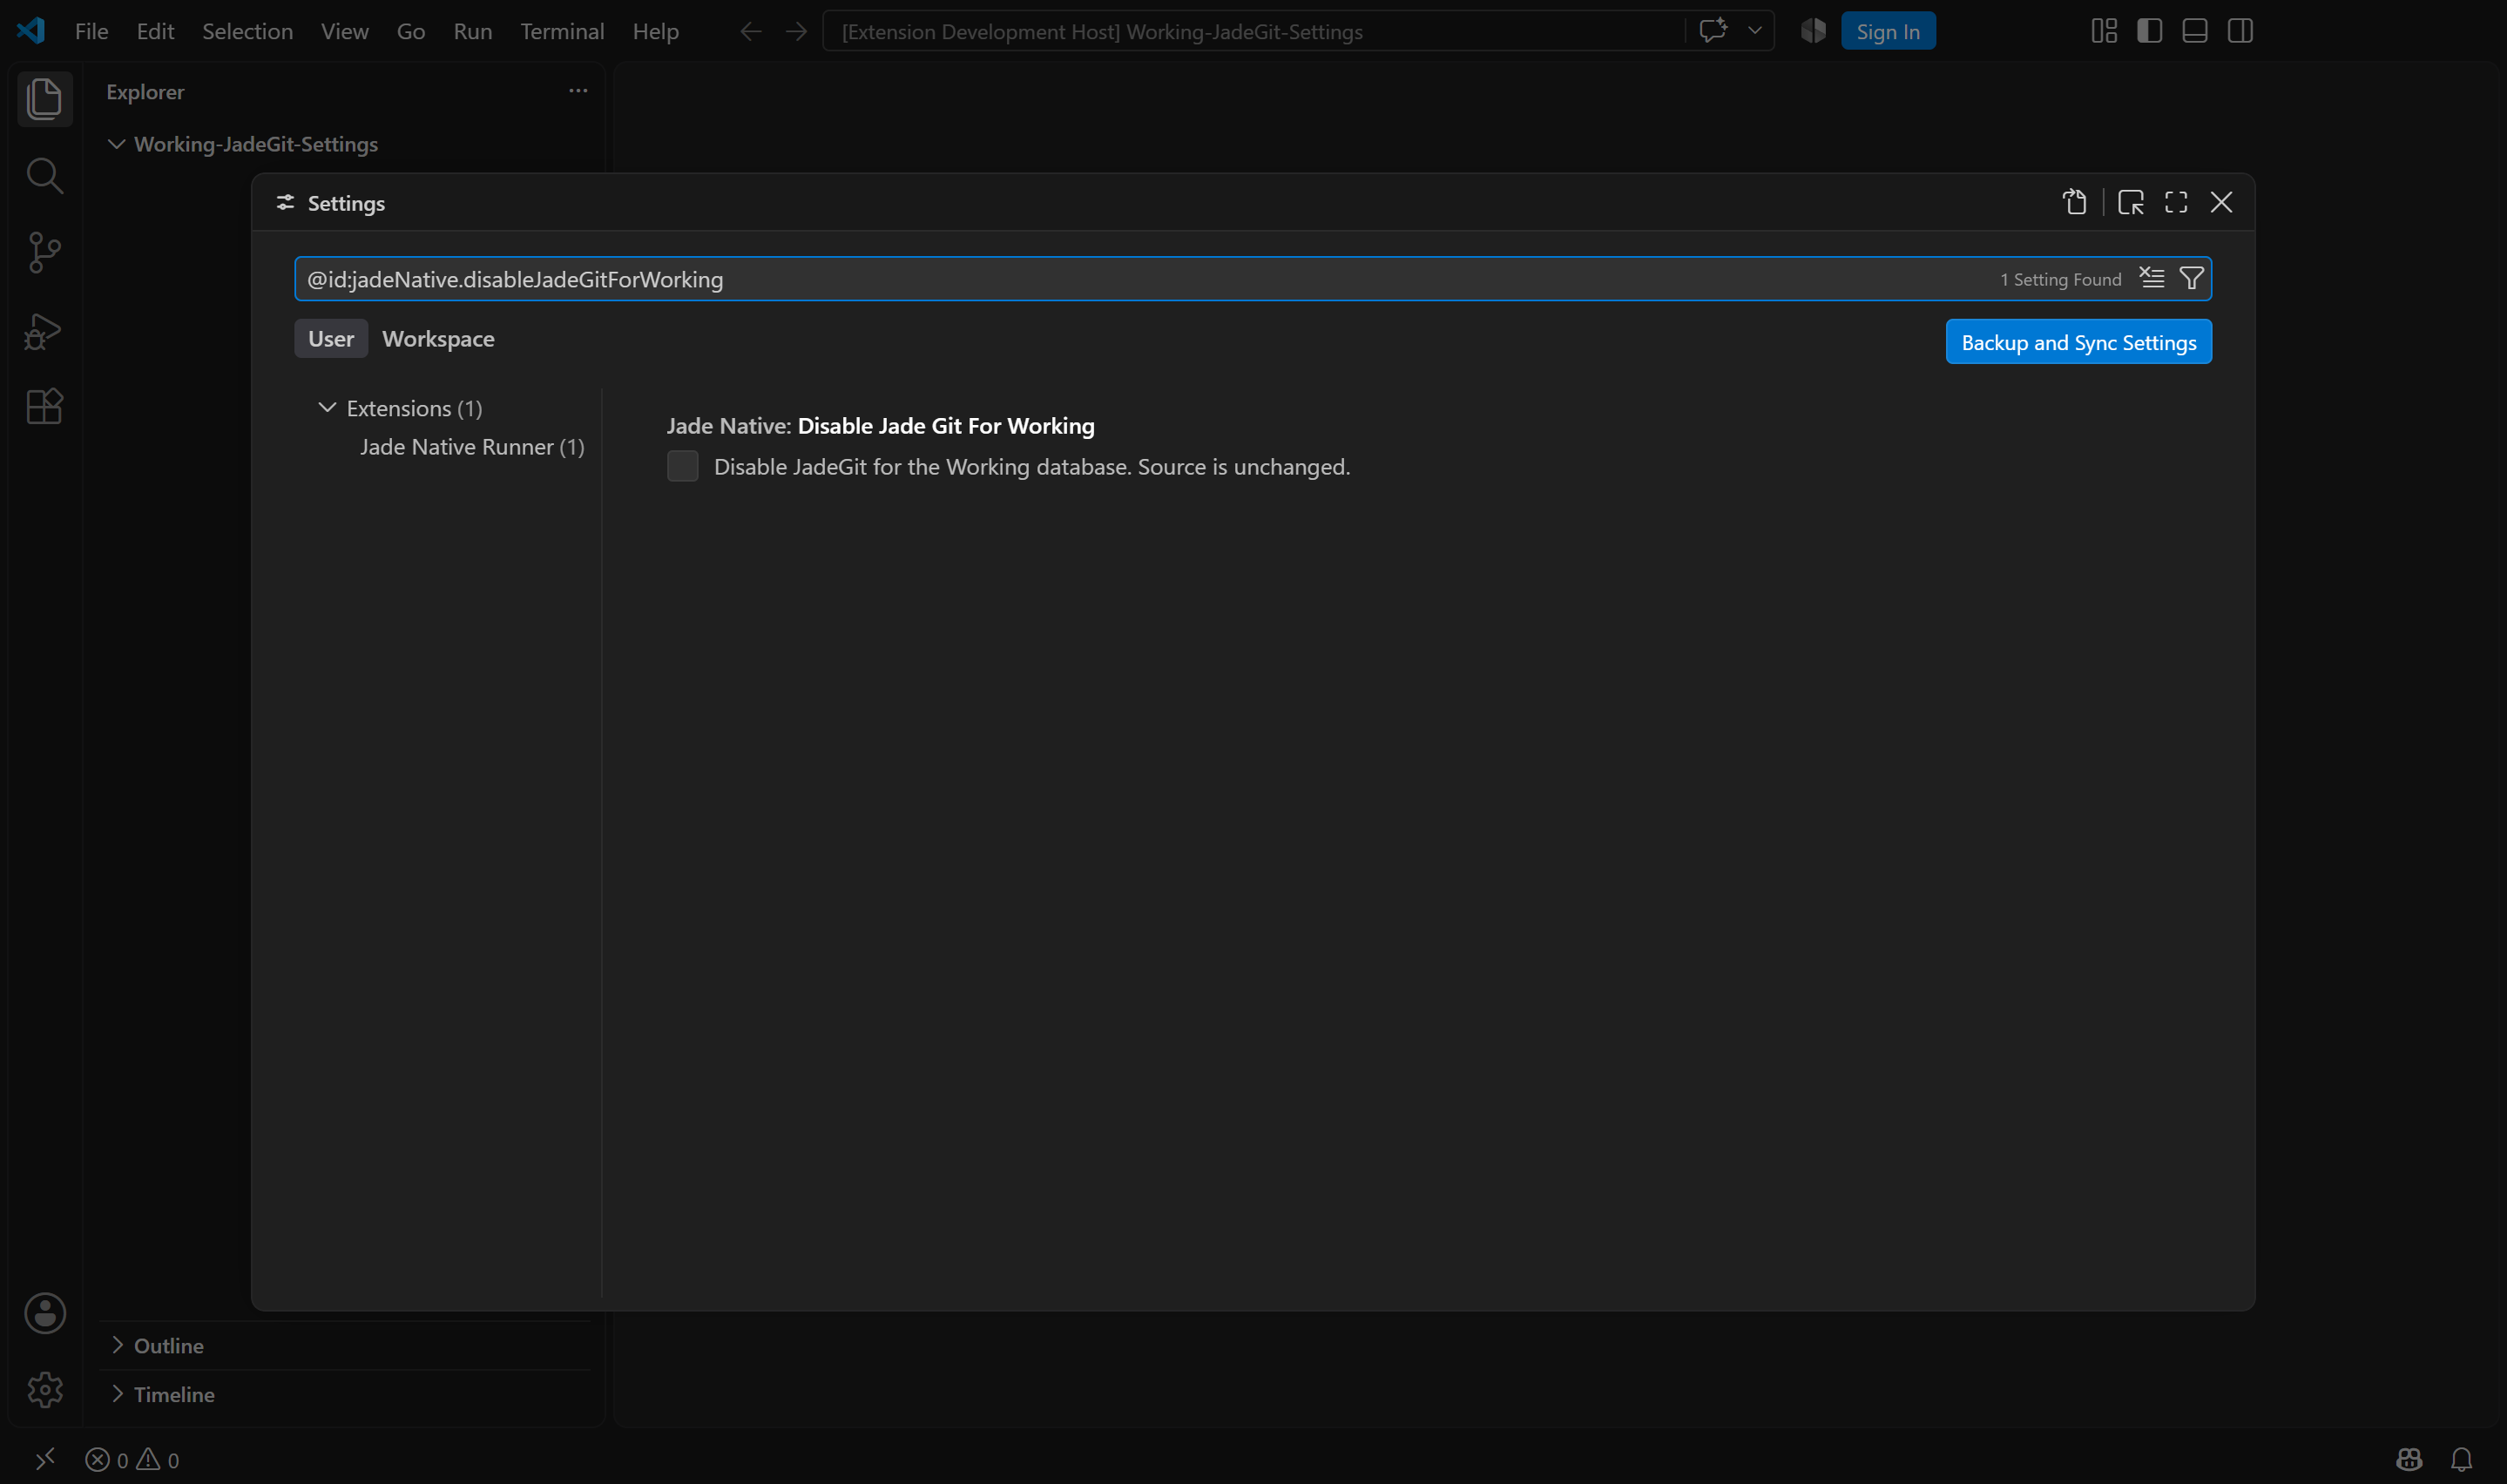 File Edit Selection View Go Run Terminal Help
[Extension Development Host] Working-JadeGit-Settings
Sign In
Explorer
Working-JadeGit-Settings
Settings
@id:jadeNative.disableJadeGitForWorking
1 Setting Found
User Workspace
Backup and Sync Settings
Extensions (1)
Jade Native Runner (1)
Jade Native: Disable Jade Git For Working
Disable JadeGit for the Working database. Source is unchanged.
Outline
Timeline
0 0